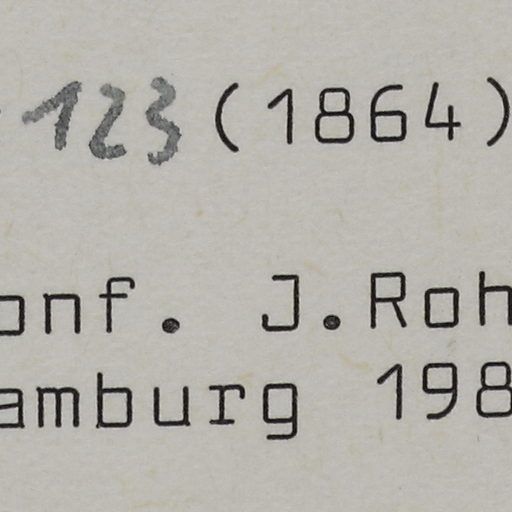 123 (1864)
onf. J.Roh
amburg 198